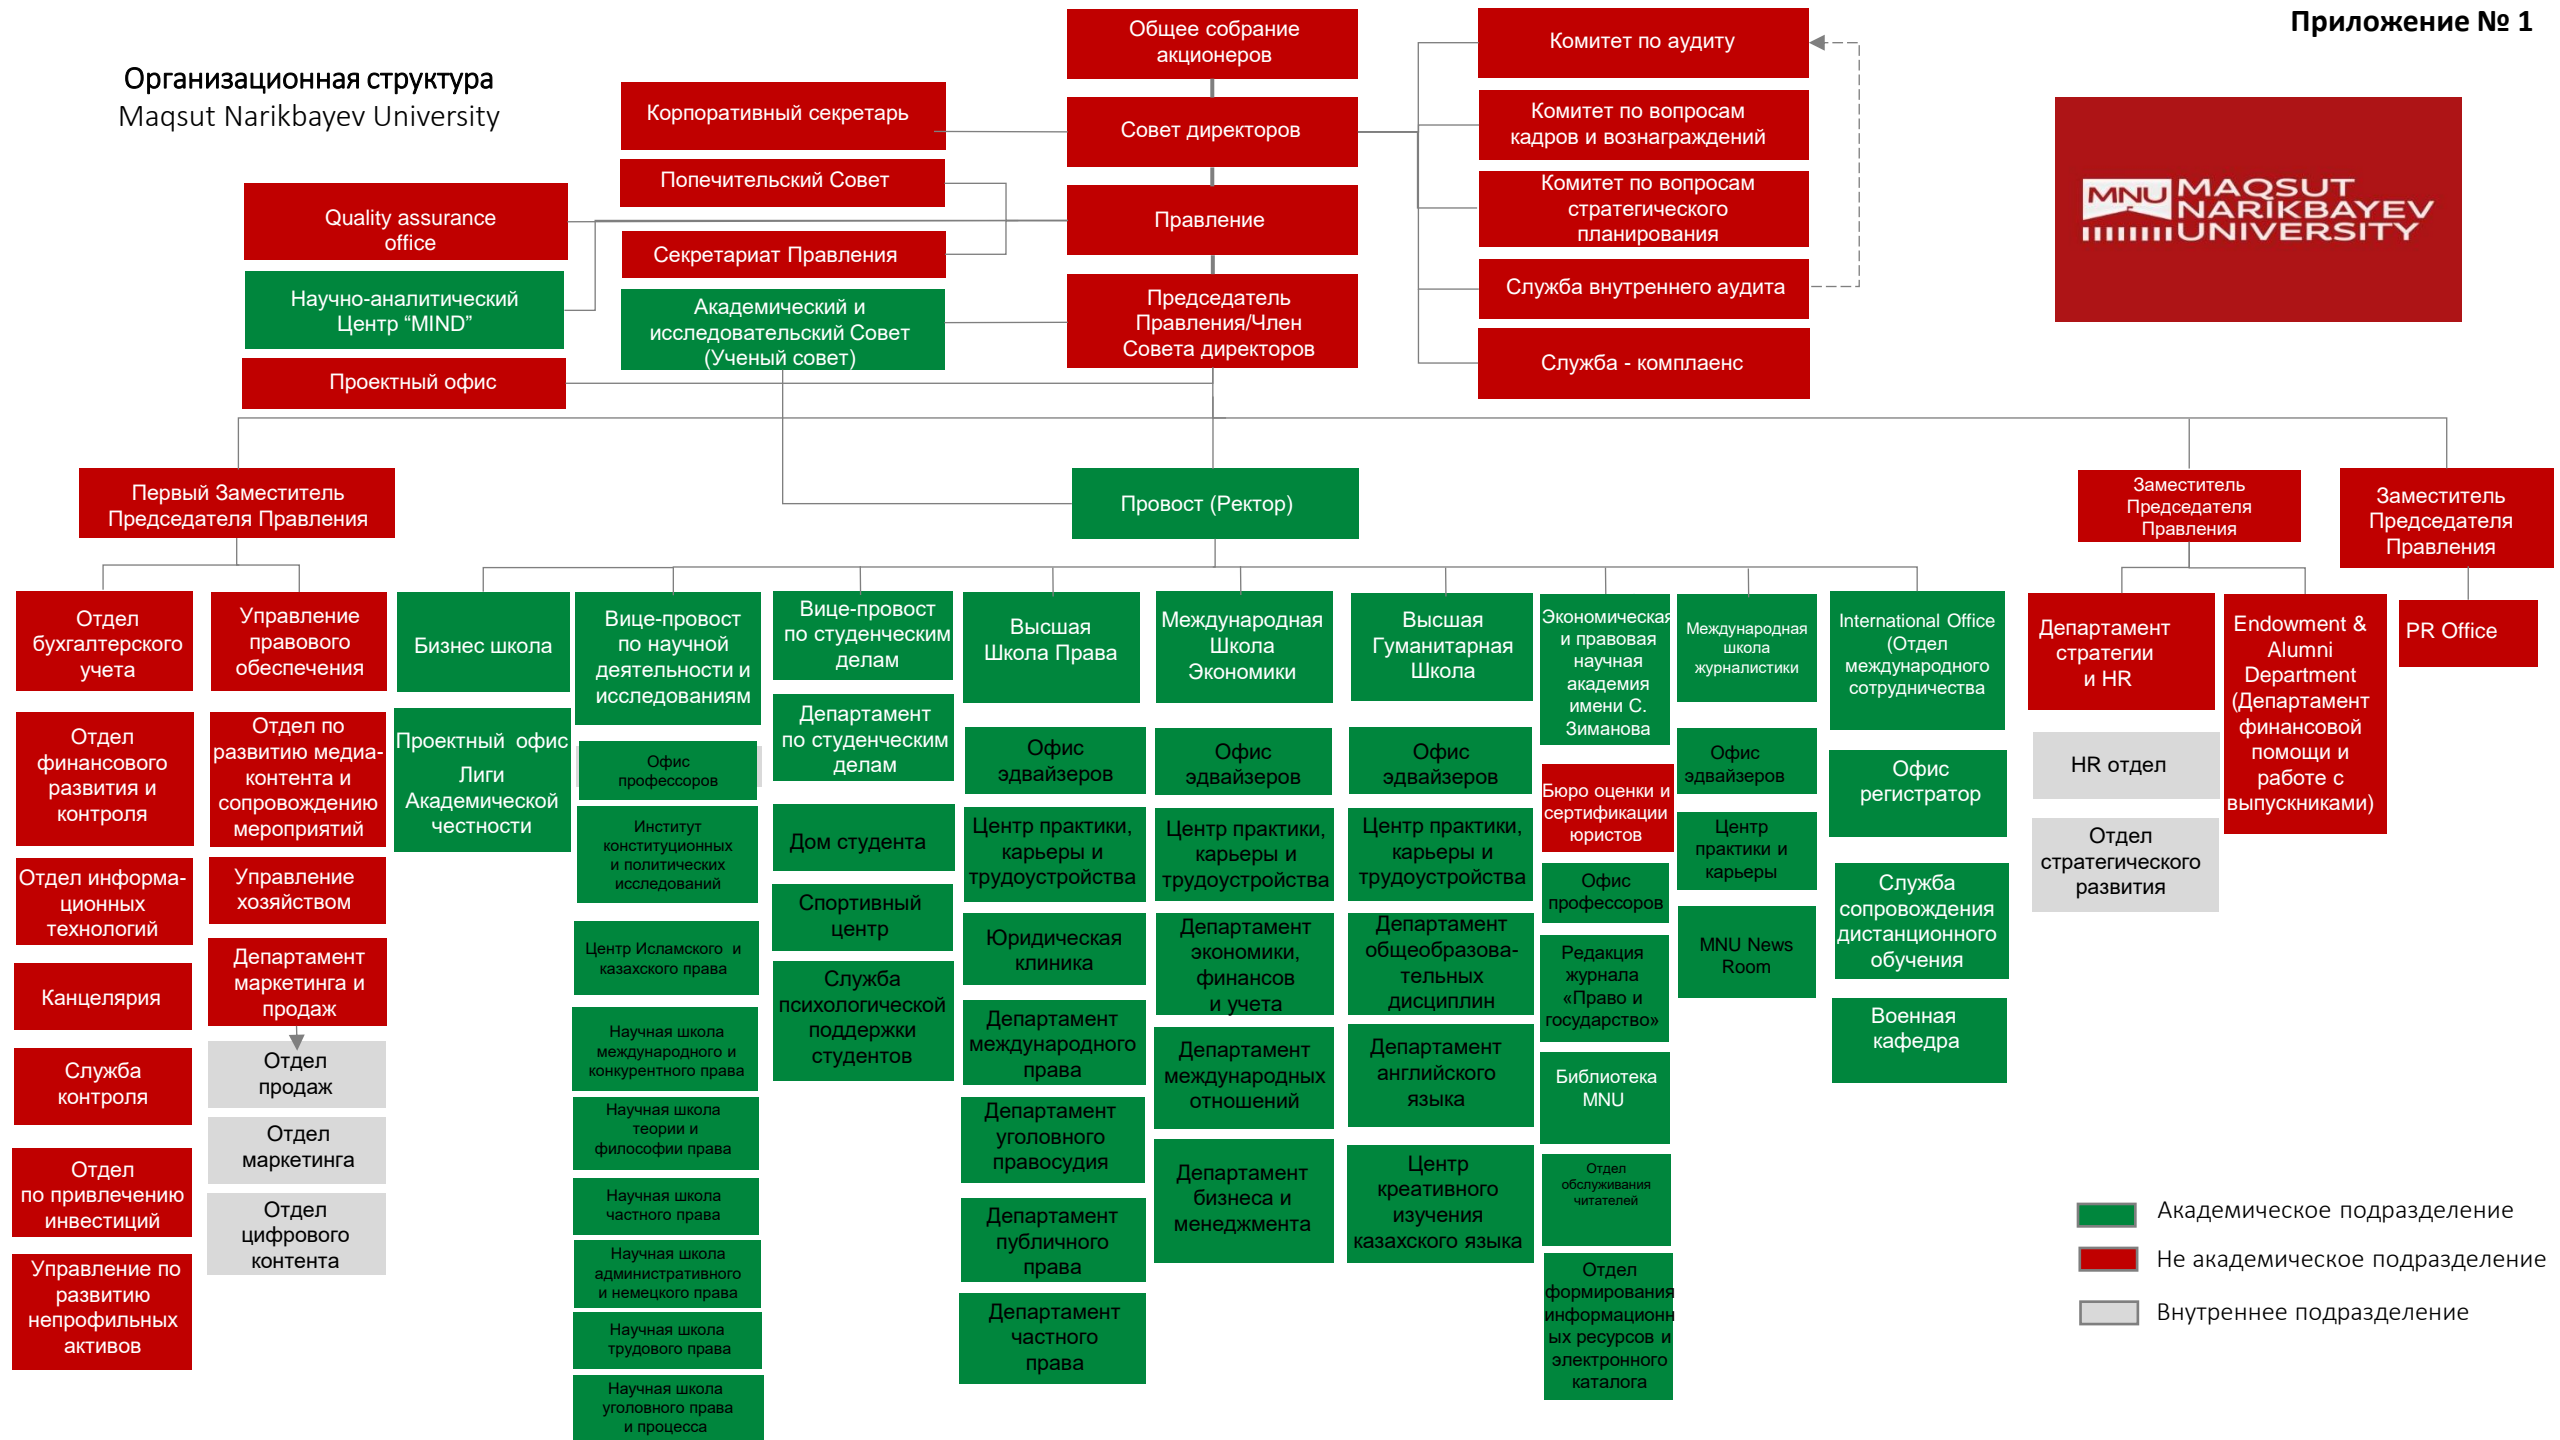 Приложение № 1
Организационная структура
Maqsut Narikbayev University
Общее собрание
акционеров
Совет директоров
Правление
Председатель
Правления/Член
Совета директоров
Корпоративный секретарь
Попечительский Совет
Секретариат Правления
Академический и
исследовательский Совет
(Ученый совет)
Quality assurance
office
Научно-аналитический
Центр “MIND”
Проектный офис
Комитет по аудиту
Комитет по вопросам
кадров и вознаграждений
Комитет по вопросам
стратегического
планирования
Служба внутреннего аудита
Служба - комплаенс
MNU MAQSUT
NARIKBAYEV
UNIVERSITY
Первый Заместитель
Председателя Правления
Провост (Ректор)
Заместитель
Председателя
Правления
Заместитель
Председателя
Правления
Отдел
бухгалтерского
учета
Отдел
финансового
развития и
контроля
Отдел информа-
ционных
технологий
Канцелярия
Служба
контроля
Отдел
по привлечению
инвестиций
Управление по
развитию
непрофильных
активов
Управление
правового
обеспечения
Отдел по
развитию медиа-
контента и
сопровождению
мероприятий
Управление
хозяйством
Департамент
маркетинга и
продаж
Отдел
продаж
Отдел
маркетинга
Отдел
цифрового
контента
Бизнес школа
Проектный офис
Лиги
Академической
честности
Вице-провост
по научной
деятельности и
исследованиям
Офис
профессоров
Институт
конституционных
и политических
исследований
Центр Исламского и
казахского права
Научная школа
международного и
конкурентного права
Научная школа
теории и
философии права
Научная школа
частного права
Научная школа
административного
и немецкого права
Научная школа
трудового права
Научная школа
уголовного права
и процесса
Вице-провост
по студенческим
делам
Департамент
по студенческим
делам
Дом студента
Спортивный
центр
Служба
психологической
поддержки
студентов
Высшая
Школа Права
Офис
эдвайзеров
Центр практики,
карьеры и
трудоустройства
Юридическая
клиника
Департамент
международного
права
Департамент
уголовного
правосудия
Департамент
публичного
права
Департамент
частного
права
Международная
Школа
Экономики
Офис
эдвайзеров
Центр практики,
карьеры и
трудоустройства
Департамент
экономики,
финансов
и учета
Департамент
международных
отношений
Департамент
бизнеса и
менеджмента
Высшая
Гуманитарная
Школа
Офис
эдвайзеров
Центр практики,
карьеры и
трудоустройства
Департамент
общеобразова-
тельных
дисциплин
Департамент
английского
языка
Центр
креативного
изучения
казахского языка
Экономическая
и правовая
научная
академия
имени С.
Зиманова
Бюро оценки и
сертификации
юристов
Офис
профессоров
Редакция
журнала
«Право и
государство»
Библиотека
MNU
Отдел
обслуживания
читателей
Отдел
формирования
информационн
ых ресурсов и
электронного
каталога
Международная
школа
журналистики
Офис
эдвайзеров
Центр
практики и
карьеры
MNU News
Room
International Office
(Отдел
международного
сотрудничества
Офис
регистратор
Служба
сопровождения
дистанционного
обучения
Военная
кафедра
Департамент
стратегии
и HR
HR отдел
Отдел
стратегического
развития
Endowment &
Alumni
Department
(Департамент
финансовой
помощи и
работе с
выпускниками)
PR Office
Академическое подразделение
Не академическое подразделение
Внутреннее подразделение